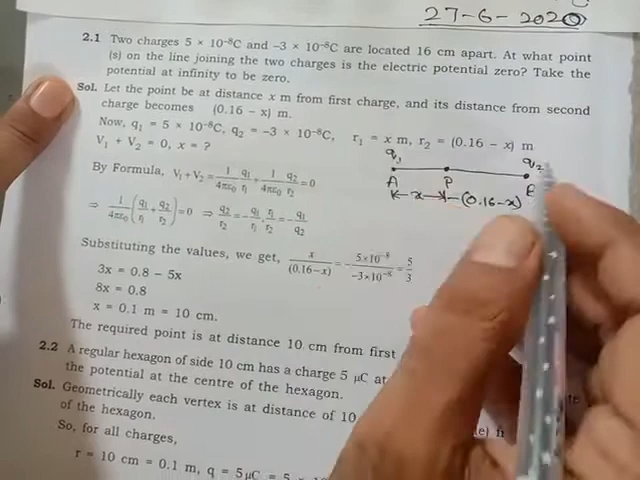 27-6-2020
2.1 Two charges 5 × 10⁻⁸C and –3 × 10⁻⁸C are located 16 cm apart. At what point
(s) on the line joining the two charges is the electric potential zero? Take the
potential at infinity to be zero.
Sol. Let the point be at distance x m from first charge, and its distance from second
charge becomes (0.16 – x) m.
Now, q₁ = 5 × 10⁻⁸C, q₂ = –3 × 10⁻⁸C, r₁ = x m, r₂ = (0.16 – x) m
V₁ + V₂ = 0, x = ?
q₁ q₂
A P B
x (0.16-x)
By Formula, V₁+V₂ = 1/4πε₀ q₁/r₁ + 1/4πε₀ q₂/r₂ = 0
⇒ 1/4πε₀ (q₁/r₁ + q₂/r₂) = 0 ⇒ q₂/r₂ = –q₁/r₁, r₁/r₂ = –q₁/q₂
Substituting the values, we get, x/(0.16–x) = –5×10⁻⁸/–3×10⁻⁸ = 5/3
3x = 0.8 – 5x
8x = 0.8
x = 0.1 m = 10 cm.
The required point is at distance 10 cm from first
2.2 A regular hexagon of side 10 cm has a charge 5 μC at
the potential at the centre of the hexagon.
Sol. Geometrically each vertex is at distance of 10
of the hexagon.
So, for all charges,
r = 10 cm = 0.1 m, q = 5μC = 5